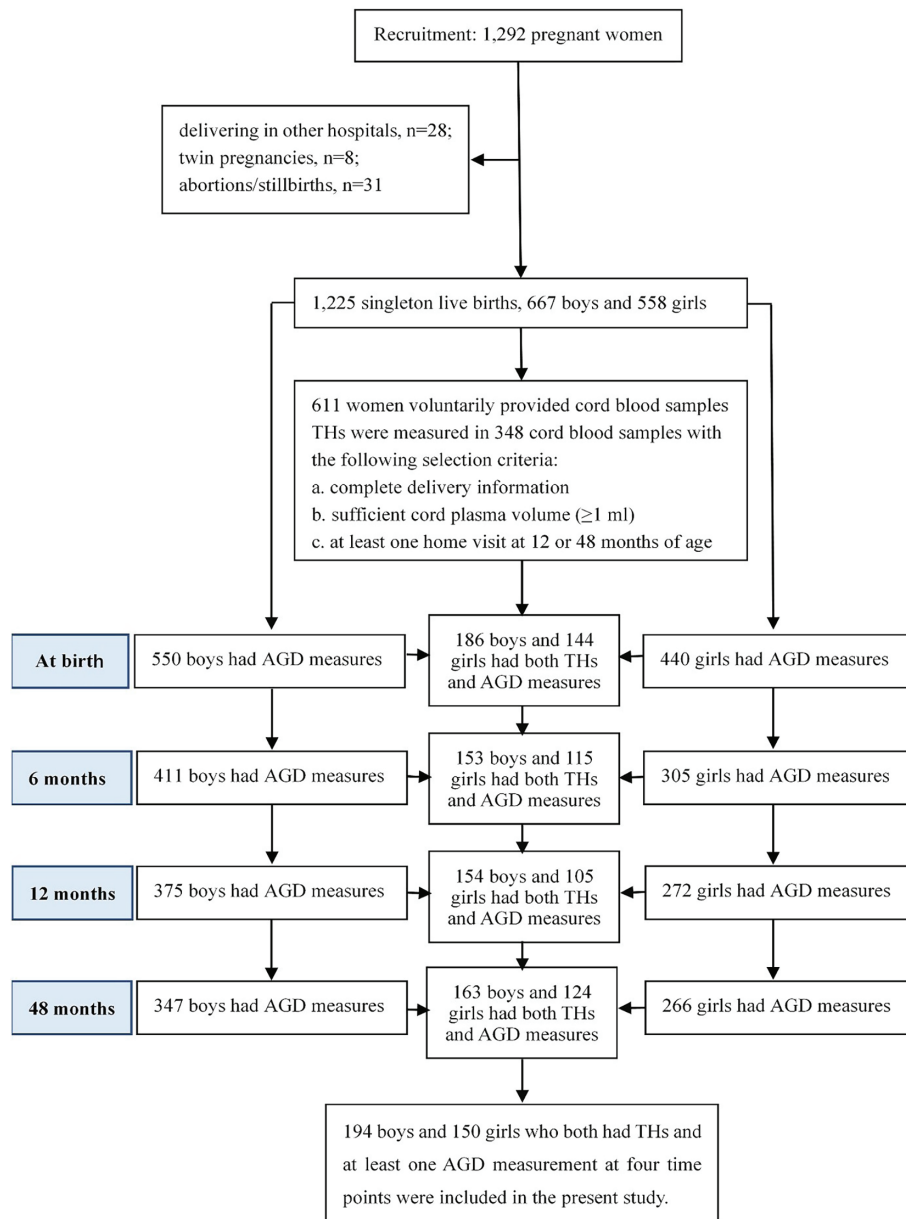 Recruitment: 1,292 pregnant women
delivering in other hospitals, n=28;
twin pregnancies, n=8;
abortions/stillbirths, n=31
1,225 singleton live births, 667 boys and 558 girls
611 women voluntarily provided cord blood samples
THs were measured in 348 cord blood samples with
the following selection criteria:
a. complete delivery information
b. sufficient cord plasma volume (≥1 ml)
c. at least one home visit at 12 or 48 months of age
At birth
550 boys had AGD measures
186 boys and 144
girls had both THs
and AGD measures
440 girls had AGD measures
6 months
411 boys had AGD measures
153 boys and 115
girls had both THs
and AGD measures
305 girls had AGD measures
12 months
375 boys had AGD measures
154 boys and 105
girls had both THs
and AGD measures
272 girls had AGD measures
48 months
347 boys had AGD measures
163 boys and 124
girls had both THs
and AGD measures
266 girls had AGD measures
194 boys and 150 girls who both had THs and
at least one AGD measurement at four time
points were included in the present study.